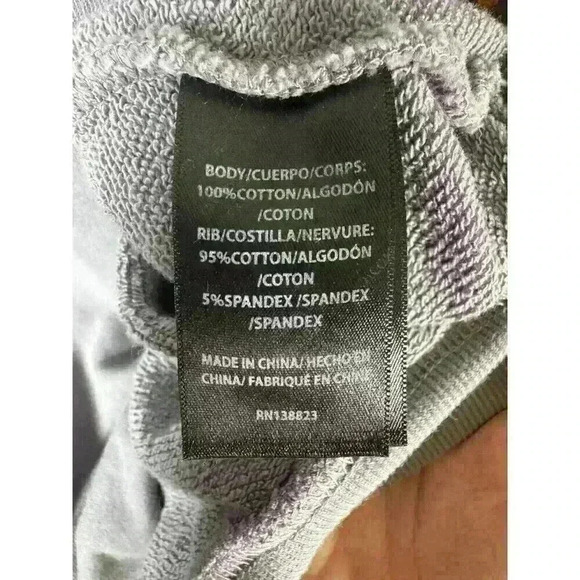 BODY/CUERPO/CORPS:
100%COTTON/ALGODÓN
/COTON
RIB/COSTILLA/NERVURE:
95%COTTON/ALGODÓN
/COTON
5%SPANDEX /SPANDEX
/SPANDEX
MADE IN CHINA/ HECHO EN
CHINA/ FABRIQUÉ EN CHINA
RN138823